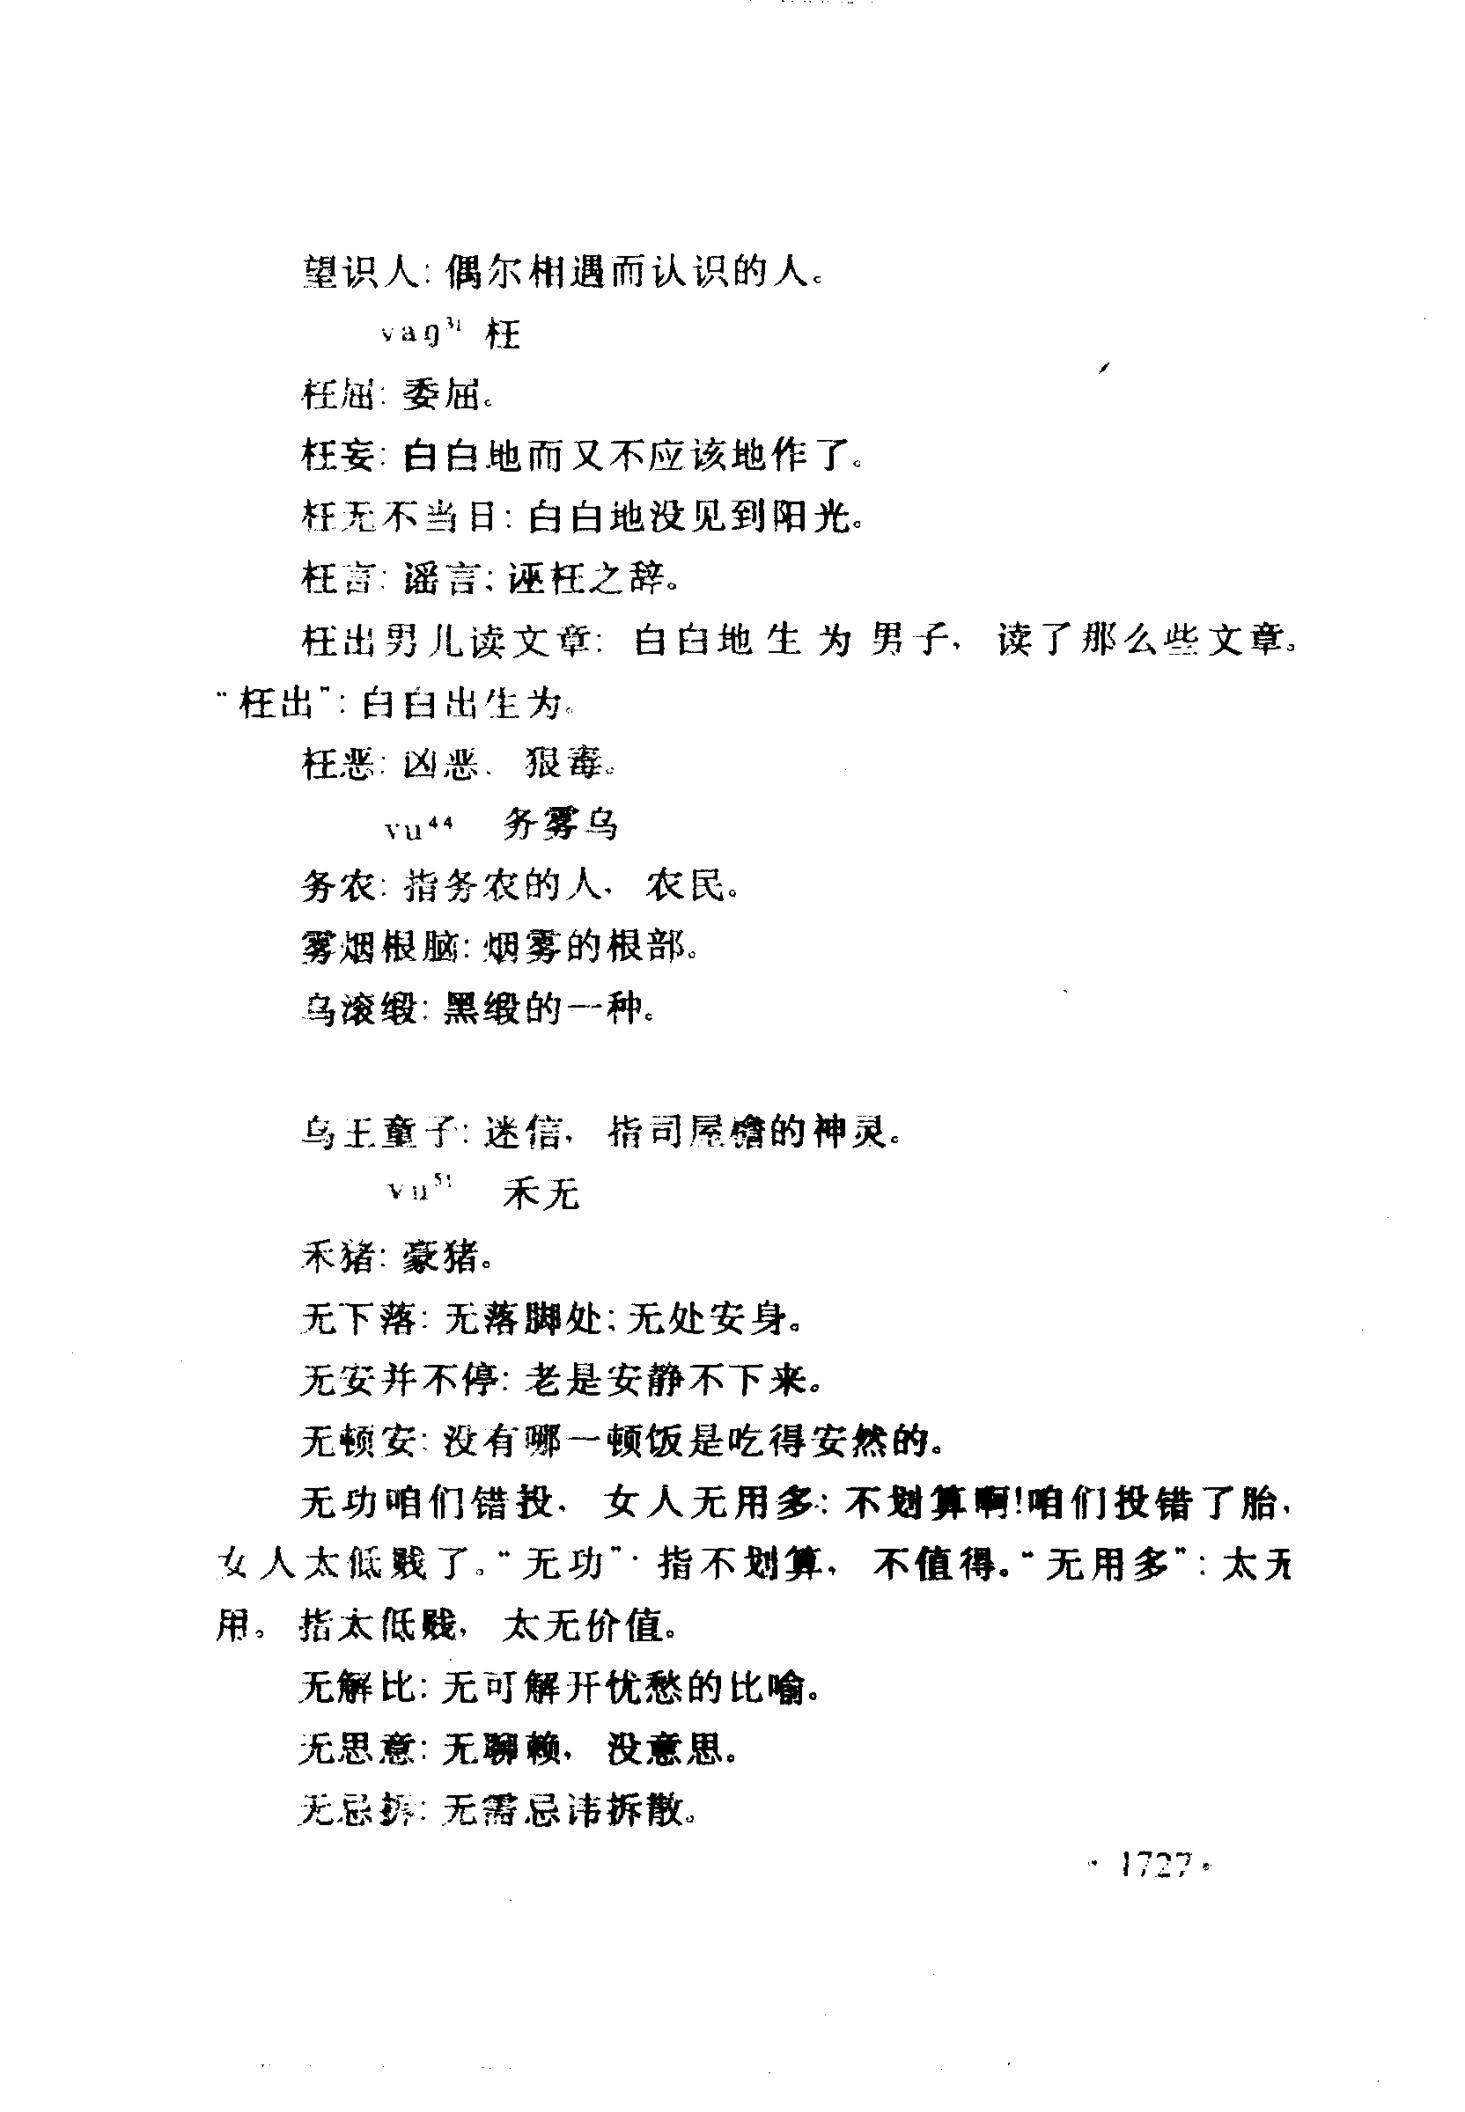 望识人：偶尔相遇而认识的人。
vaŋ³¹ 枉
枉屈：委屈。
枉妄：白白地而又不应该地作了。
枉无不当日：白白地没见到阳光。
枉言：谣言；诬枉之辞。
枉出男儿读文章：白白地生为男子，读了那么些文章。
“枉出”：白白出生为。
枉恶：凶恶、狠毒。
vu⁴⁴ 务雾乌
务农：指务农的人，农民。
雾烟根脑：烟雾的根部。
乌滚缎：黑缎的一种。
乌王童子：迷信，指司屋檐的神灵。
vu⁵¹ 禾无
禾猪：豪猪。
无下落：无落脚处；无处安身。
无安并不停：老是安静不下来。
无顿安：没有哪一顿饭是吃得安然的。
无功咱们错投，女人无用多：不划算啊！咱们投错了胎，
女人太低贱了。“无功”：指不划算，不值得。“无用多”：太无
用。指太低贱，太无价值。
无解比：无可解开忧愁的比喻。
无思意：无聊赖，没意思。
无忌拆：无需忌讳拆散。
·1727·